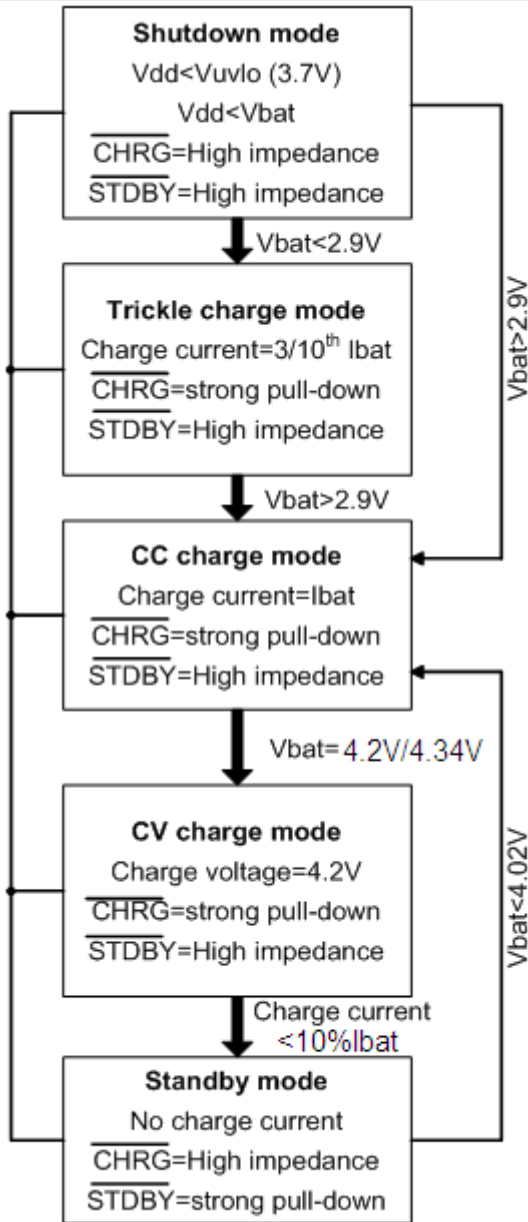 Shutdown mode
Vdd<Vuvlo (3.7V)
Vdd<Vbat
CHRG=High impedance
STDBY=High impedance
Vbat<2.9V
Vbat>2.9V
Trickle charge mode
Charge current=3/10th Ibat
CHRG=strong pull-down
STDBY=High impedance
Vbat>2.9V
CC charge mode
Charge current=Ibat
CHRG=strong pull-down
STDBY=High impedance
Vbat= 4.2V/4.34V
Vbat<4.02V
CV charge mode
Charge voltage=4.2V
CHRG=strong pull-down
STDBY=High impedance
Charge current
<10%Ibat
Standby mode
No charge current
CHRG=High impedance
STDBY=strong pull-down